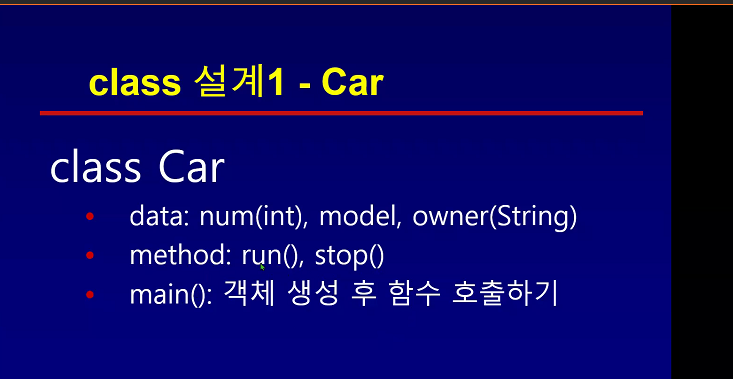 class 설계1 - Car
class Car
• data: num(int), model, owner(String)
• method: run(), stop()
• main(): 객체 생성 후 함수 호출하기